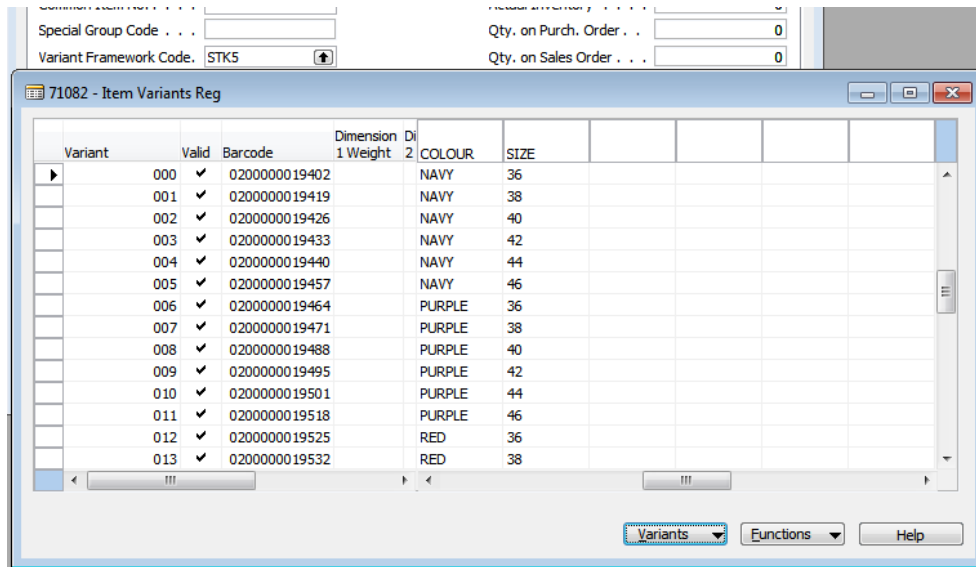 Special Group Code . . . Qty. on Purch. Order . . 0
Variant Framework Code. STK5 Qty. on Sales Order . . . 0
71082 - Item Variants Reg
Variant Valid Barcode Dimension 1 Weight Di 2 COLOUR SIZE
000 ✔ 0200000019402 NAVY 36
001 ✔ 0200000019419 NAVY 38
002 ✔ 0200000019426 NAVY 40
003 ✔ 0200000019433 NAVY 42
004 ✔ 0200000019440 NAVY 44
005 ✔ 0200000019457 NAVY 46
006 ✔ 0200000019464 PURPLE 36
007 ✔ 0200000019471 PURPLE 38
008 ✔ 0200000019488 PURPLE 40
009 ✔ 0200000019495 PURPLE 42
010 ✔ 0200000019501 PURPLE 44
011 ✔ 0200000019518 PURPLE 46
012 ✔ 0200000019525 RED 36
013 ✔ 0200000019532 RED 38
Variants Functions Help